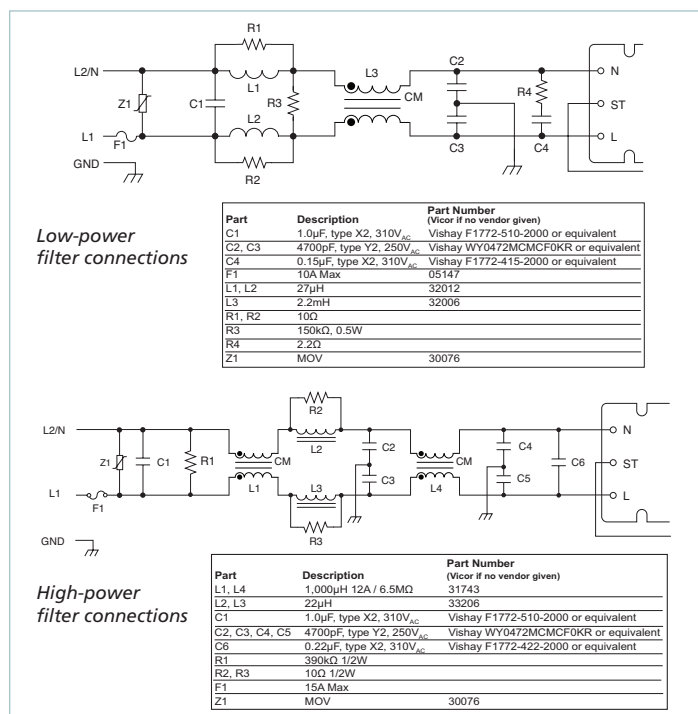 R1
L2/N
L1
L3
C2
N
Z1
C1
R3
CM
R4
ST
L1
F1
L2
L
GND
R2
C3
C4
Low-power
filter connections
Part Description Part Number (Vicor if no vendor given)
C1 1.0µF, type X2, 310VAC Vishay F1772-510-2000 or equivalent
C2, C3 4700pF, type Y2, 250VAC Vishay WY0472MCMCF0KR or equivalent
C4 0.15µF, type X2, 310VAC Vishay F1772-415-2000 or equivalent
F1 10A Max 05147
L1, L2 27µH 32012
L3 2.2mH 32006
R1, R2 10Ω
R3 150kΩ, 0.5W
R4 2.2Ω
Z1 MOV 30076
R2
L2/N
N
L2
Z1
C1
R1
CM
C2
CM
C4
C6
ST
C3
C5
L1
F1
L1
L3
L4
L
R3
GND
High-power
filter connections
Part Description Part Number (Vicor if no vendor given)
L1, L4 1,000µH 12A / 6.5MΩ 31743
L2, L3 22µH 33206
C1 1.0µF, type X2, 310VAC Vishay F1772-510-2000 or equivalent
C2, C3, C4, C5 4700pF, type Y2, 250VAC Vishay WY0472MCMCF0KR or equivalent
C6 0.22µF, type X2, 310VAC Vishay F1772-422-2000 or equivalent
R1 390kΩ 1/2W
R2, R3 10Ω 1/2W
F1 15A Max
Z1 MOV 30076